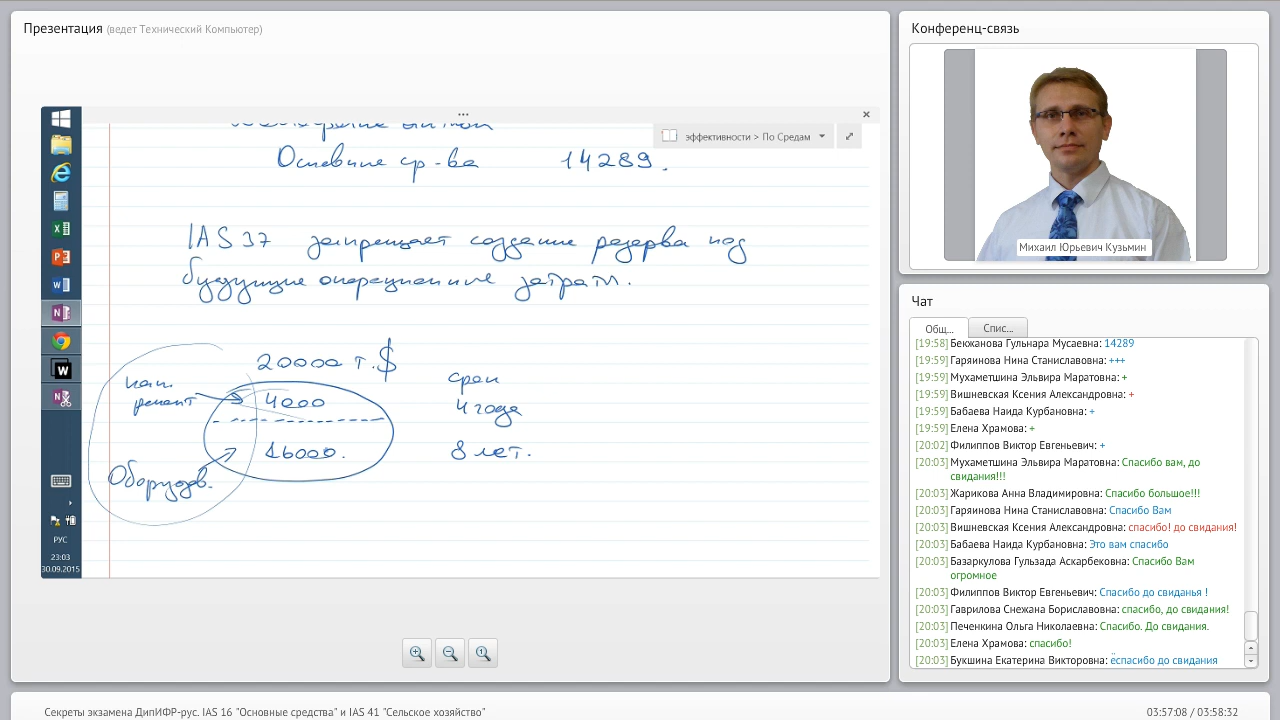 Презентация (ведет Технический Компьютер)
эффективности > По Средам
Основные ср-ва 14289.
IAS 37 запрещает создание резерва под
будущие операционные затраты.
20000 т.$
срок
ремонт 4000 4 года
16000. 8 лет.
Оборудов.
РУС
23:03
30.09.2015
Конференц-связь
Михаил Юрьевич Кузьмин
Чат
Общ... Спис...
[19:58] Бекжанова Гульнара Мусаевна: 14289
[19:59] Гаряинова Нина Станиславовна: +++
[19:59] Мухаметшина Эльвира Маратовна: +
[19:59] Вишневская Ксения Александровна: +
[19:59] Бабаева Наида Курбановна: +
[19:59] Елена Храмова: +
[20:02] Филиппов Виктор Евгеньевич: +
[20:03] Мухаметшина Эльвира Маратовна: Спасибо вам, до
свидания!!!
[20:03] Жарикова Анна Владимировна: Спасибо большое!!!
[20:03] Гаряинова Нина Станиславовна: Спасибо Вам
[20:03] Вишневская Ксения Александровна: спасибо! до свидания!
[20:03] Бабаева Наида Курбановна: Это вам спасибо
[20:03] Базаркулова Гульзада Аскарбековна: Спасибо Вам
огромное
[20:03] Филиппов Виктор Евгеньевич: Спасибо до свиданья !
[20:03] Гаврилова Снежана Бориславовна: спасибо, до свидания!
[20:03] Печенкина Ольга Николаевна: Спасибо. До свидания.
[20:03] Елена Храмова: спасибо!
[20:03] Букшина Екатерина Викторовна: ёспасибо до свидания
Секреты экзамена ДипИФР-рус. IAS 16 "Основные средства" и IAS 41 "Сельское хозяйство"
03:57:08 / 03:58:32